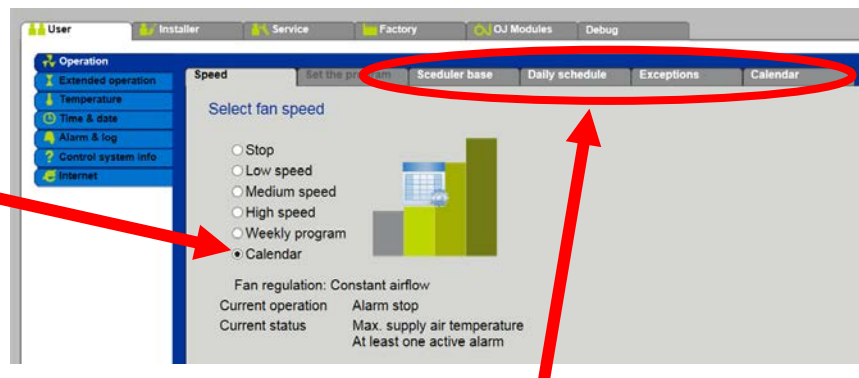 User Installer Service Factory OJ Modules Debug
Operation
Extended operation
Temperature
Time & date
Alarm & log
Control system info
Internet
Speed Set the program Sceduler base Daily schedule Exceptions Calendar
Select fan speed
Stop
Low speed
Medium speed
High speed
Weekly program
Calendar
Fan regulation: Constant airflow
Current operation Alarm stop
Current status Max. supply air temperature
At least one active alarm